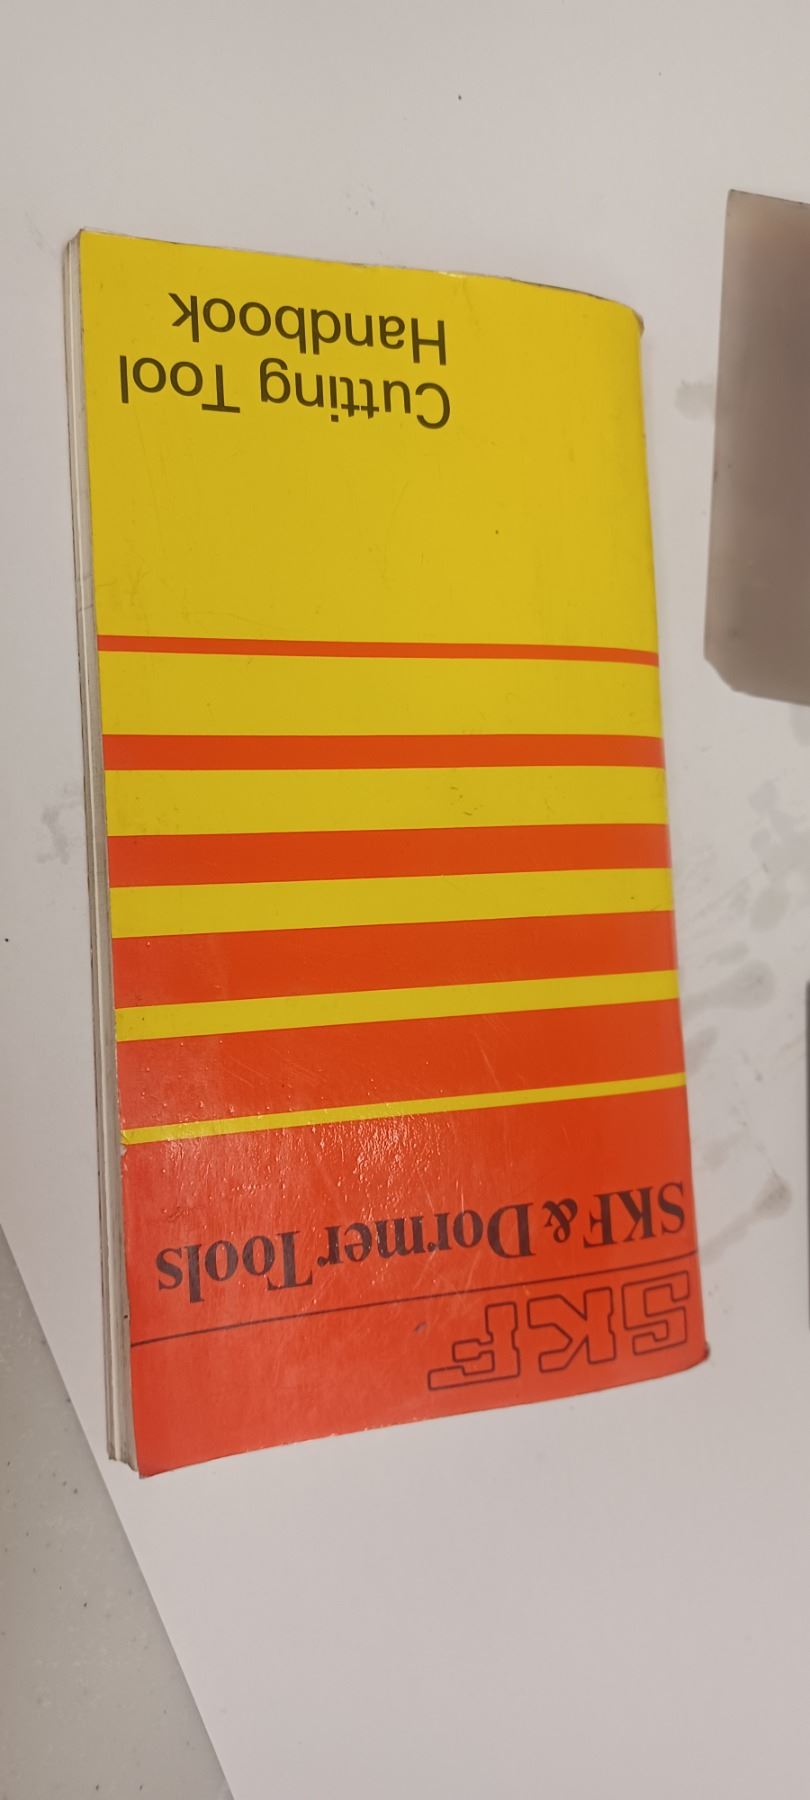 SKF
SKF & Dormer Tools
Cutting Tool
Handbook